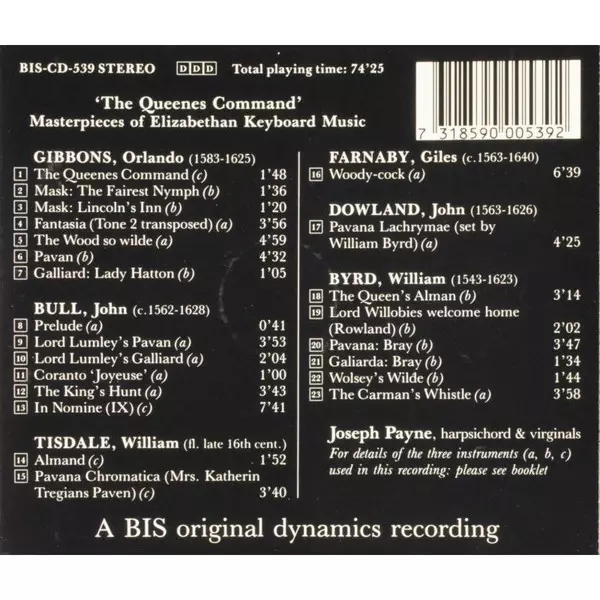 BIS-CD-539 STEREO DDD Total playing time: 74'25
'The Queenes Command'
Masterpieces of Elizabethan Keyboard Music
7 318590 005392
GIBBONS, Orlando (1583-1625)
1 The Queenes Command (c) 1'48
2 Mask: The Fairest Nymph (b) 1'36
3 Mask: Lincoln's Inn (b) 1'20
4 Fantasia (Tone 2 transposed) (a) 3'56
5 The Wood so wilde (a) 4'59
6 Pavan (b) 4'32
7 Galliard: Lady Hatton (b) 1'05
BULL, John (c.1562-1628)
8 Prelude (a) 0'41
9 Lord Lumley's Pavan (a) 3'53
10 Lord Lumley's Galliard (a) 2'04
11 Coranto 'Joyeuse' (a) 1'00
12 The King's Hunt (a) 3'43
13 In Nomine (IX) (c) 7'41
TISDALE, William (fl. late 16th cent.)
14 Almand (c) 1'52
15 Pavana Chromatica (Mrs. Katherin
Tregians Paven) (c) 3'40
FARNABY, Giles (c.1563-1640)
16 Woody-cock (a) 6'39
DOWLAND, John (1563-1626)
17 Pavana Lachrymae (set by
William Byrd) (a) 4'25
BYRD, William (1543-1623)
18 The Queen's Alman (b) 3'14
19 Lord Willobies welcome home
(Rowland) (b) 2'02
20 Pavana: Bray (b) 3'47
21 Galiarda: Bray (b) 1'34
22 Wolsey's Wilde (b) 1'44
23 The Carman's Whistle (a) 3'58
Joseph Payne, harpsichord & virginals
For details of the three instruments (a, b, c)
used in this recording: please see booklet
A BIS original dynamics recording